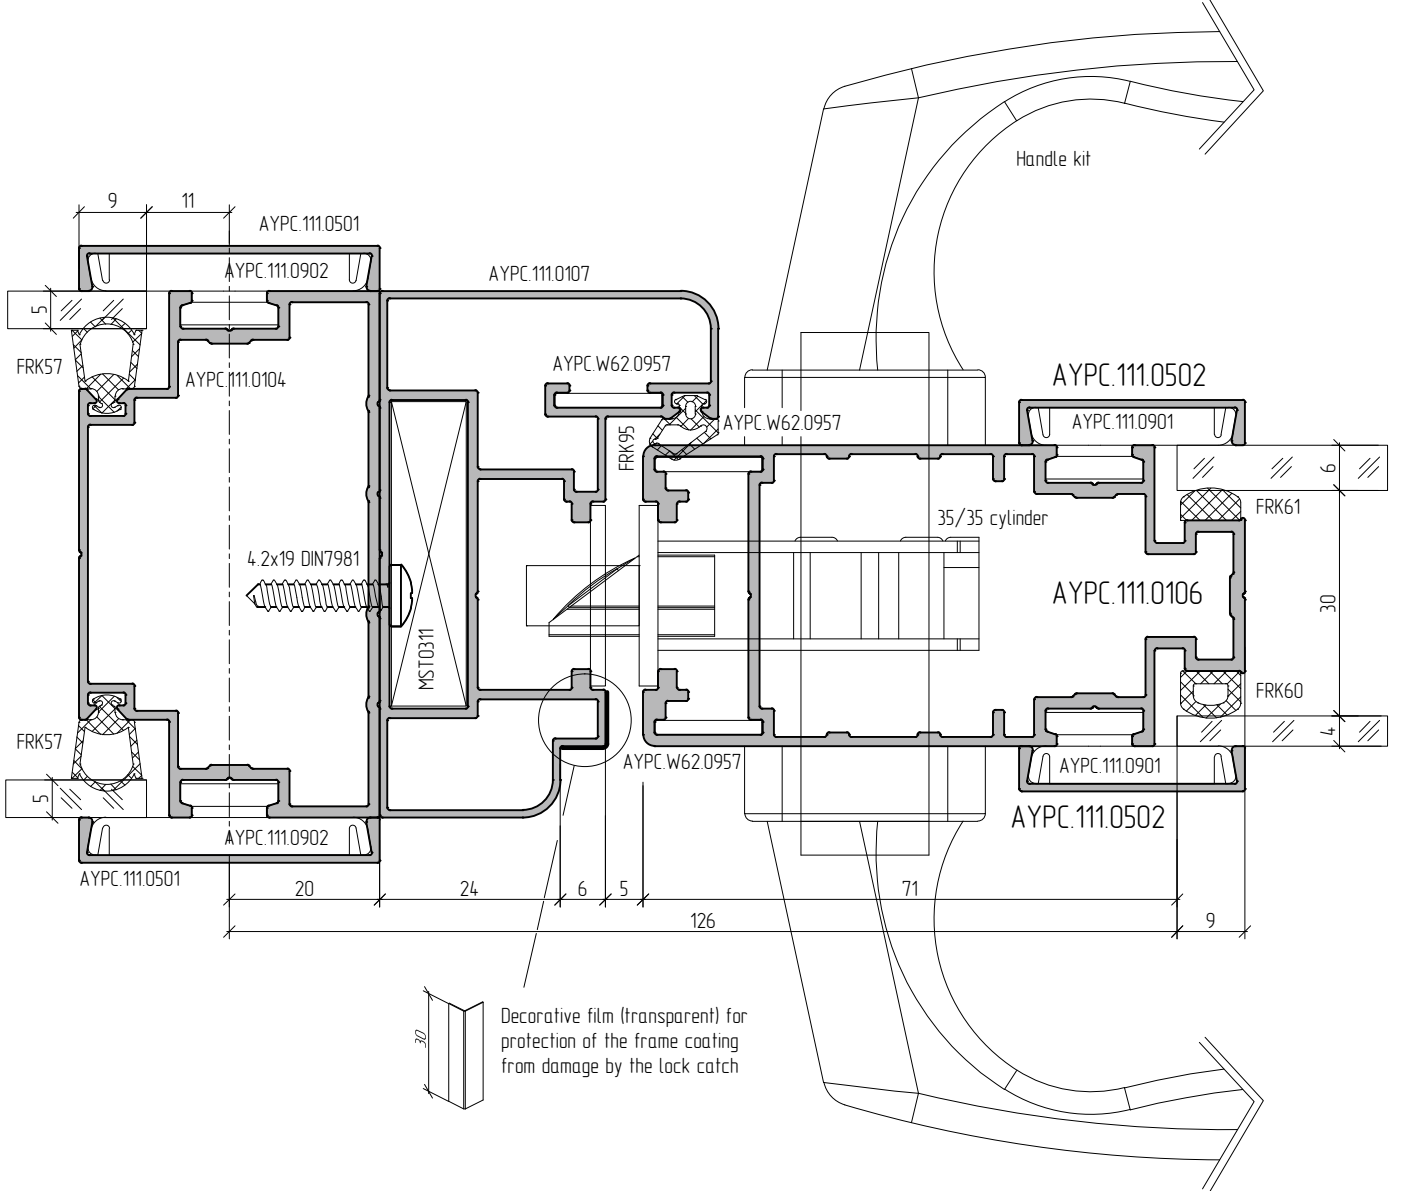 Handle kit
9
11
AYPC.111.0501
AYPC.111.0902
AYPC.111.0107
5
FRK57
AYPC.111.0104
AYPC.W62.0957
AYPC.111.0502
AYPC.111.0901
AYPC.W62.0957
FRK95
6
FRK61
35/35 cylinder
4.2x19 DIN7981
AYPC.111.0106
30
MST0311
FRK60
FRK57
4
AYPC.W62.0957
AYPC.111.0901
5
AYPC.111.0502
AYPC.111.0902
AYPC.111.0501
20
24
6
5
71
126
9
30
Decorative film (transparent) for
protection of the frame coating
from damage by the lock catch